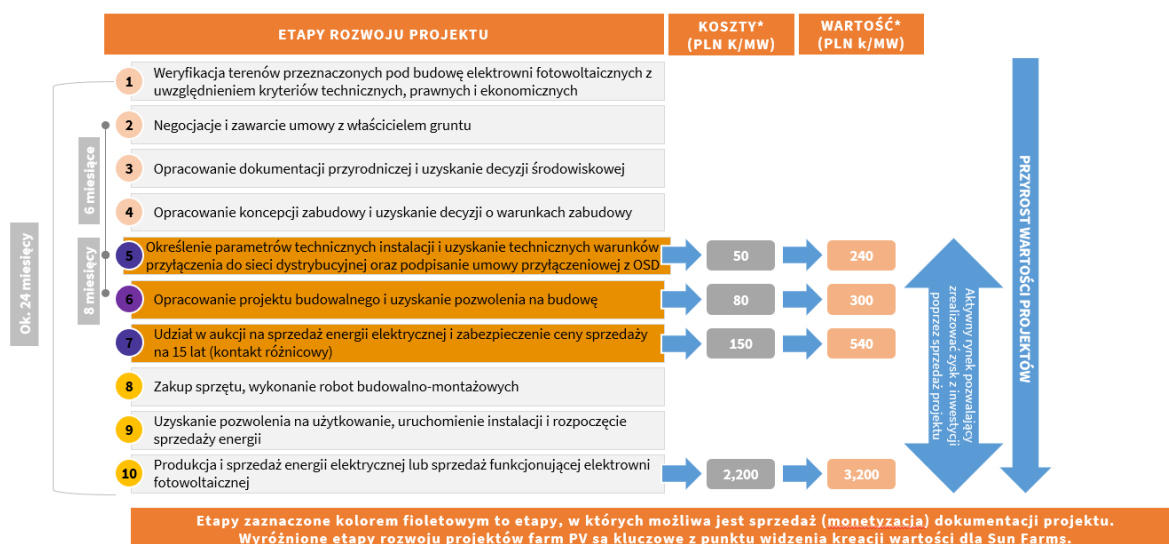 ETAPY ROZWOJU PROJEKTU
KOSZTY*
(PLN K/MW)
WARTOŚĆ*
(PLN k/MW)
1
Weryfikacja terenów przeznaczonych pod budowę elektrowni fotowoltaicznych z
uwzględnieniem kryteriów technicznych, prawnych i ekonomicznych
2
Negocjacje i zawarcie umowy z właścicielem gruntu
3
Opracowanie dokumentacji przyrodniczej i uzyskanie decyzji środowiskowej
4
Opracowanie koncepcji zabudowy i uzyskanie decyzji o warunkach zabudowy
5
Określenie parametrów technicznych instalacji i uzyskanie technicznych warunków
przyłączenia do sieci dystrybucyjnej oraz podpisanie umowy przyłączeniowej z OSD
50
240
6
Opracowanie projektu budowalnego i uzyskanie pozwolenia na budowę
80
300
7
Udział w aukcji na sprzedaż energii elektrycznej i zabezpieczenie ceny sprzedaży
na 15 lat (kontakt różnicowy)
150
540
8
Zakup sprzętu, wykonanie robot budowalno-montażowych
9
Uzyskanie pozwolenia na użytkowanie, uruchomienie instalacji i rozpoczęcie
sprzedaży energii
10
Produkcja i sprzedaż energii elektrycznej lub sprzedaż funkcjonującej elektrowni
fotowoltaicznej
2,200
3,200
Ok. 24 miesięcy
6 miesiące
8 miesięcy
Aktywny rynek pozwalający
zrealizować zysk z inwestycji
poprzez sprzedaż projektu
PRZYROST WARTOŚCI PROJEKTÓW
Etapy zaznaczone kolorem fioletowym to etapy, w których możliwa jest sprzedaż (monetyzacja) dokumentacji projektu.
Wyróżnione etapy rozwoju projektów farm PV są kluczowe z punktu widzenia kreacji wartości dla Sun Farms.